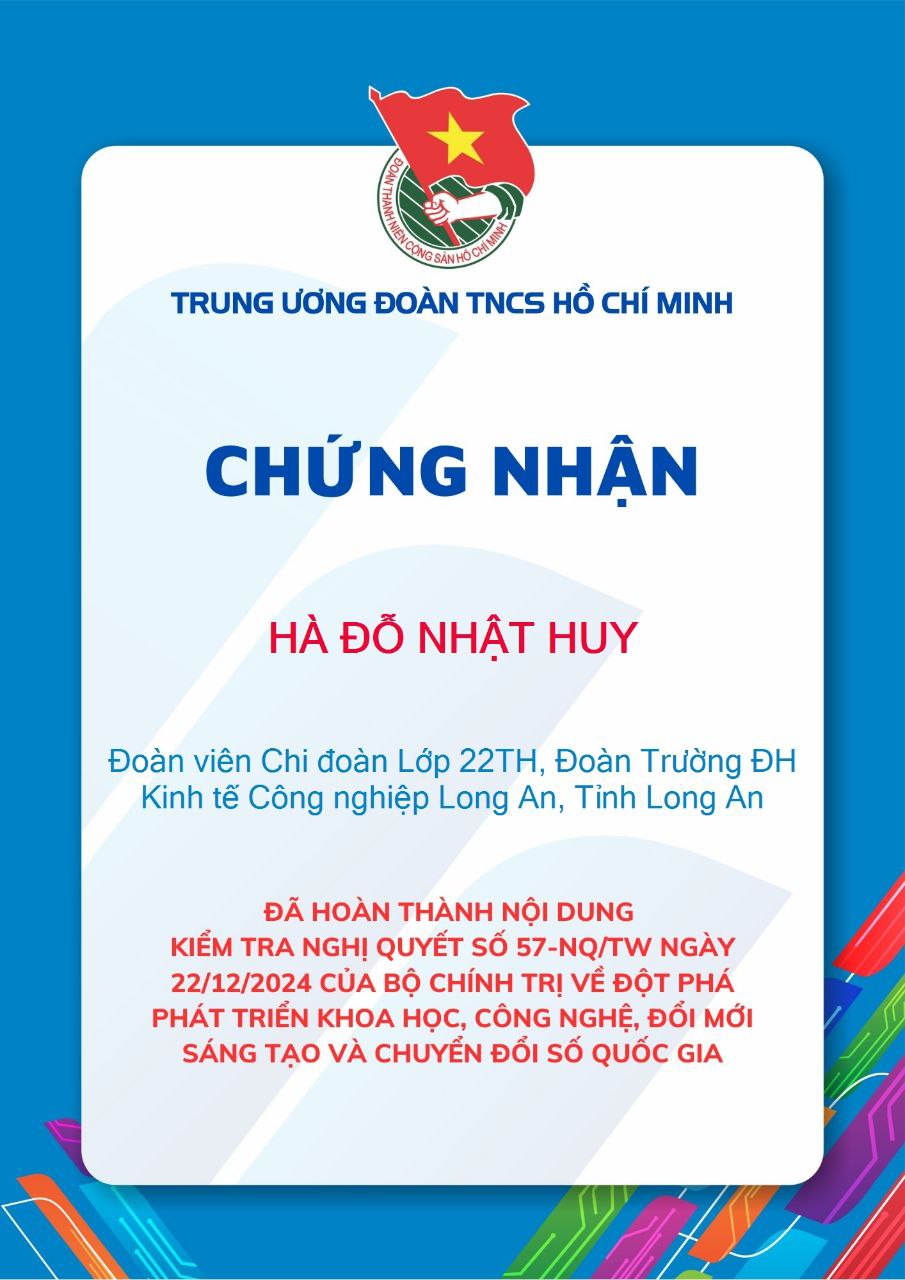 ĐOÀN THANH NIÊN CỘNG SẢN HỒ CHÍ MINH
TRUNG ƯƠNG ĐOÀN TNCS HỒ CHÍ MINH
CHỨNG NHẬN
HÀ ĐỖ NHẬT HUY
Đoàn viên Chi đoàn Lớp 22TH, Đoàn Trường ĐH
Kinh tế Công nghiệp Long An, Tỉnh Long An
ĐÃ HOÀN THÀNH NỘI DUNG
KIỂM TRA NGHỊ QUYẾT SỐ 57-NQ/TW NGÀY
22/12/2024 CỦA BỘ CHÍNH TRỊ VỀ ĐỘT PHÁ
PHÁT TRIỂN KHOA HỌC, CÔNG NGHỆ, ĐỔI MỚI
SÁNG TẠO VÀ CHUYỂN ĐỔI SỐ QUỐC GIA